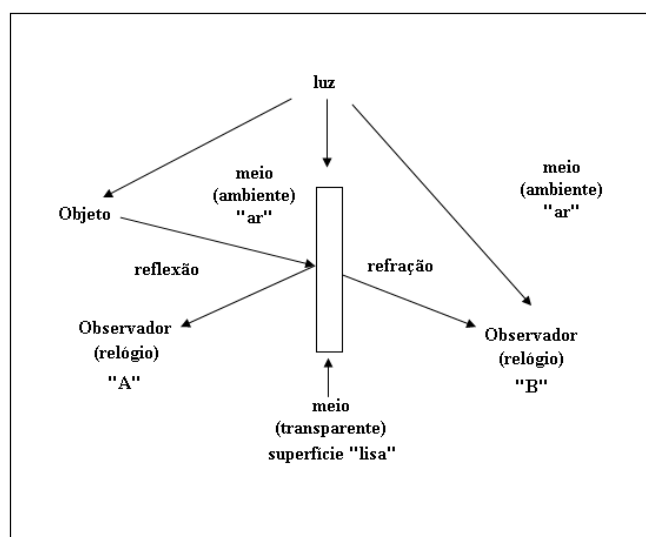 luz
meio
(ambiente)
"ar"
meio
(ambiente)
"ar"
Objeto
reflexão
refração
Observador
(relógio)
"A"
Observador
(relógio)
"B"
meio
(transparente)
superfície "lisa"